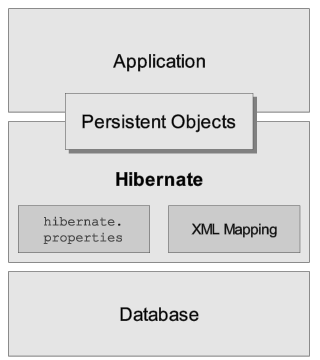 Application
Persistent Objects
Hibernate
hibernate.
properties
XML Mapping
Database